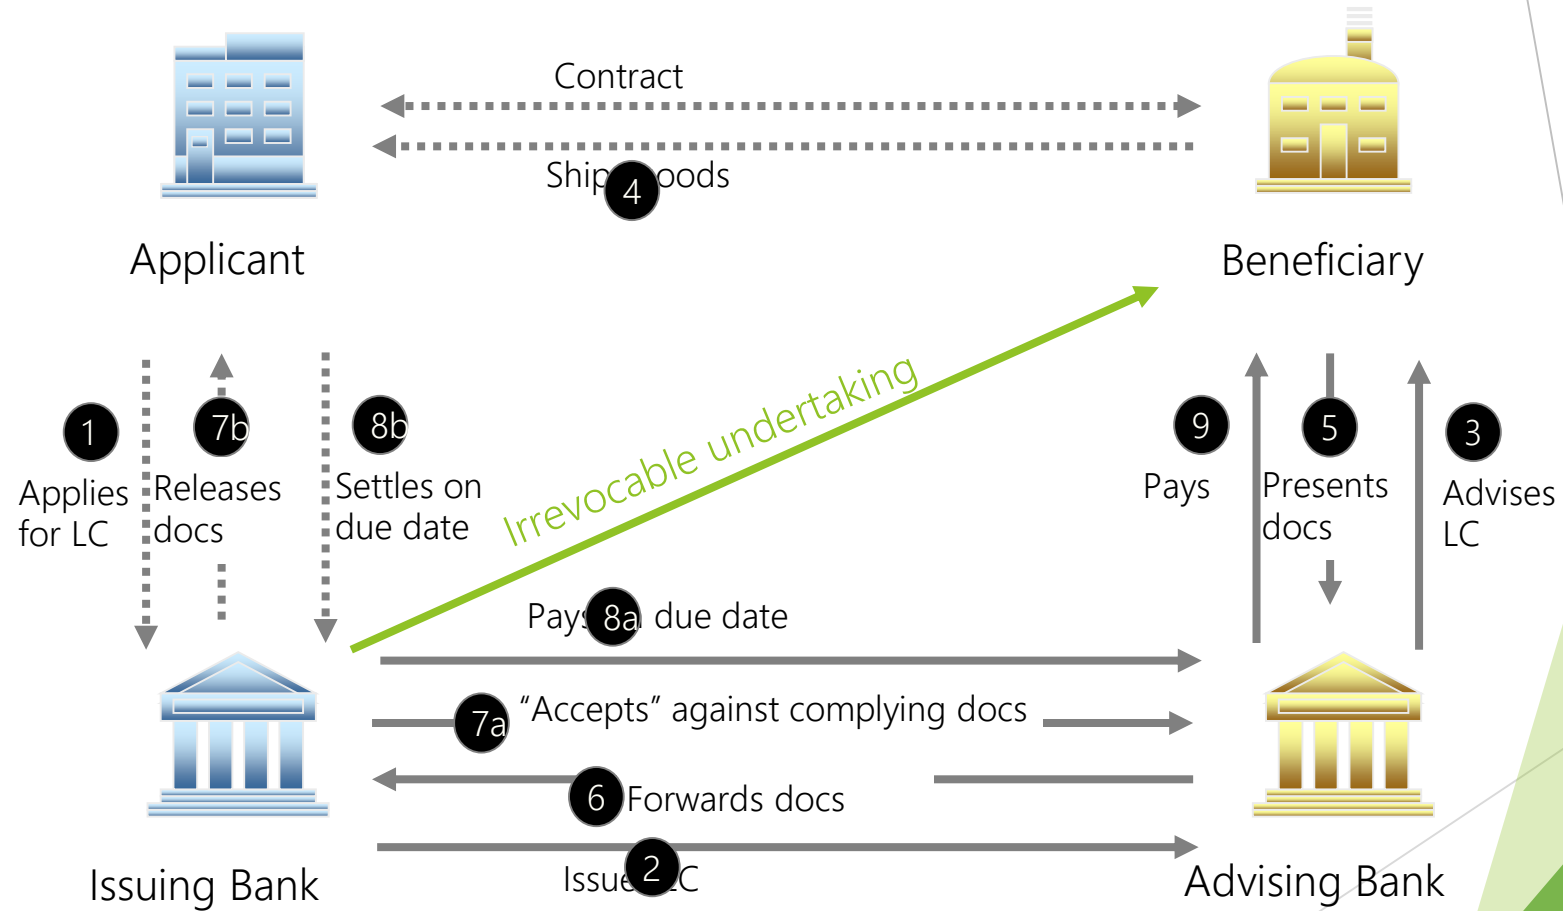 Contract
Ship
4
oods
Applicant
Beneficiary
Irrevocable undertaking
1
7b
8b
9
5
3
Applies
for LC
Releases
docs
Settles on
due date
Pays
Presents
docs
Advises
LC
Pay
8a
due date
7a
"Accepts" against complying docs
6
Forwards docs
2
Issue
C
Issuing Bank
Advising Bank